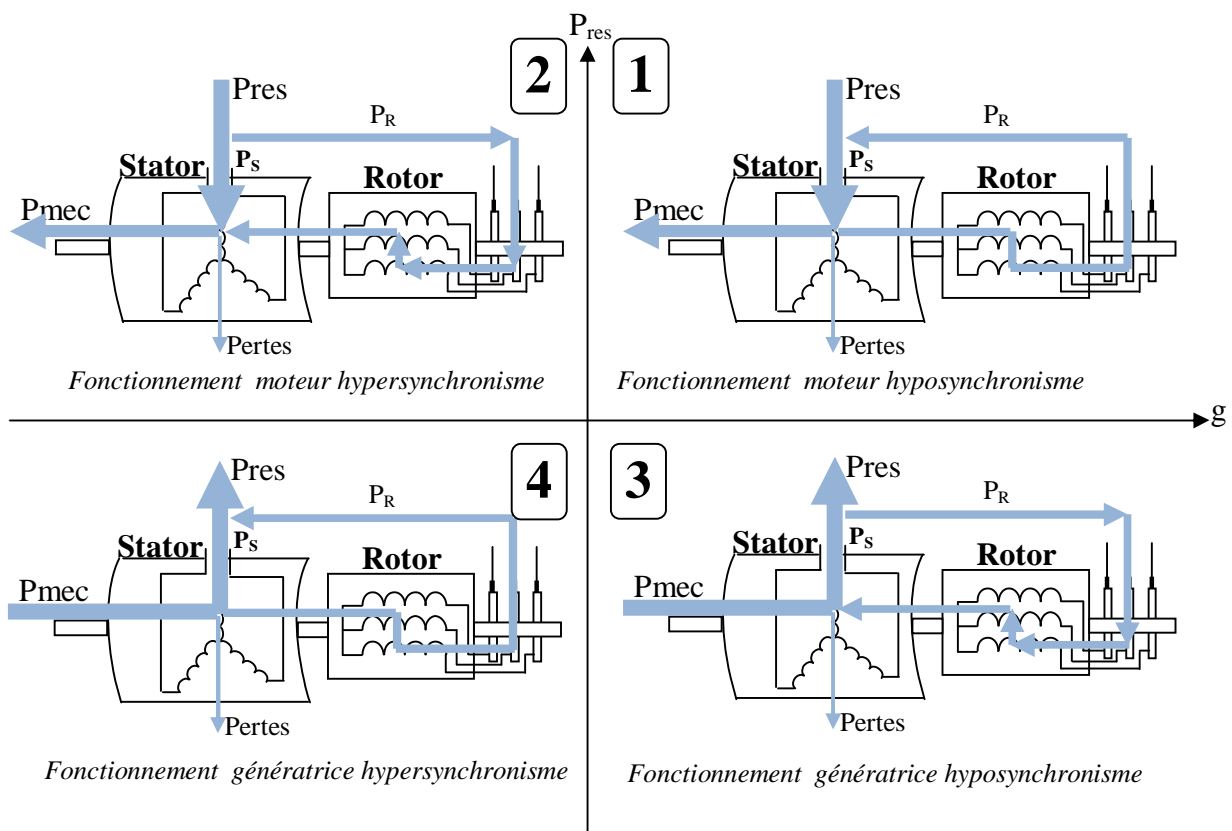 P_res
2
1
Pres
P_R
Stator
P_S
Rotor
Pmec
Pertes
Fonctionnement moteur hypersynchronisme
Pres
P_R
Stator
P_S
Rotor
Pmec
Pertes
Fonctionnement moteur hyposynchronisme
g
4
3
Pres
P_R
Stator
P_S
Rotor
Pmec
Pertes
Fonctionnement génératrice hypersynchronisme
Pres
P_R
Stator
P_S
Rotor
Pmec
Pertes
Fonctionnement génératrice hyposynchronisme